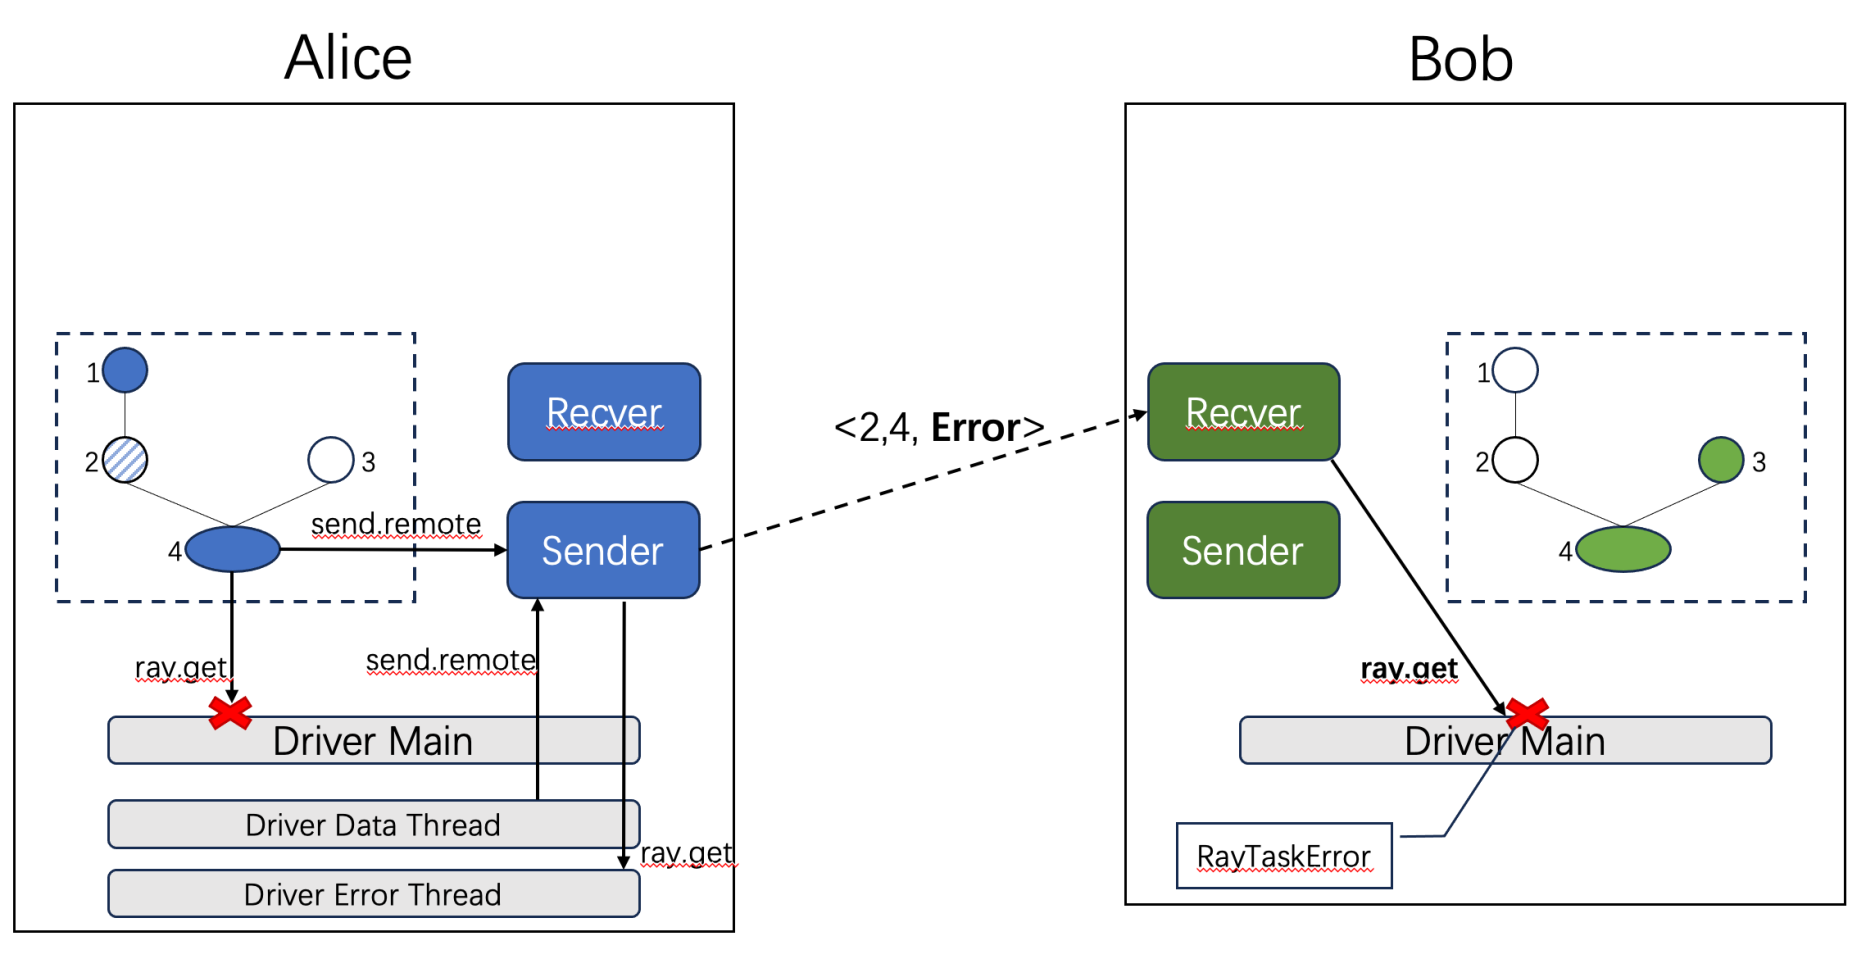 Alice
Bob
1
2
3
4
send.remote
Recver
Sender
<2,4, Error>
Recver
Sender
1
2
3
4
ray.get
send.remote
ray.get
Driver Main
Driver Main
Driver Data Thread
ray.get
RayTaskError
Driver Error Thread